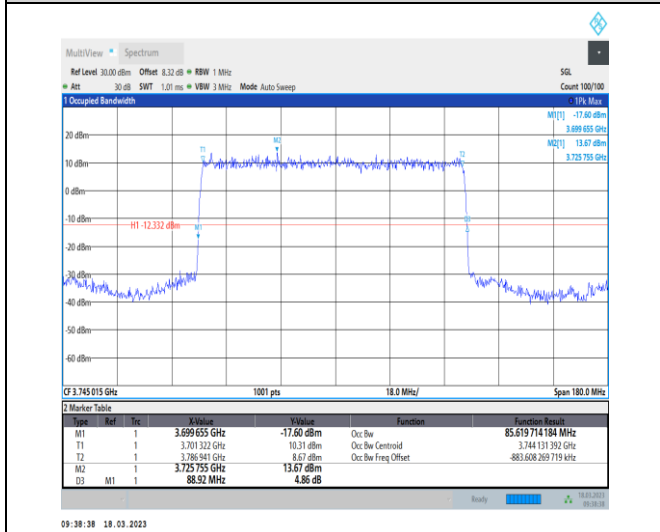 MultiView Spectrum
Ref Level 30.00 dBm Offset 8.32 dB RBW 1 MHz SGL
Att 30 dB SWT 1.01 ms VBW 3 MHz Mode Auto Sweep Count 100/100
1 Occupied Bandwidth 1Pk Max
M1[1] -17.60 dBm
3.699 655 GHz
M2[1] 13.67 dBm
3.725 755 GHz
20 dBm
M2
T1
T2
10 dBm
0 dBm
-10 dBm
H1 -12.332 dBm
M1
D3
-20 dBm
-30 dBm
-40 dBm
-50 dBm
-60 dBm
CF 3.745 015 GHz 1001 pts 18.0 MHz/ Span 180.0 MHz
2 Marker Table
Type Ref Trc X-Value Y-Value Function Function Result
M1 1 3.699 655 GHz -17.60 dBm Occ Bw 85.619 714 184 MHz
T1 1 3.701 322 GHz 10.31 dBm Occ Bw Centroid 3.744 131 392 GHz
T2 1 3.786 941 GHz 8.67 dBm Occ Bw Freq Offset -883.608 269 719 kHz
M2 1 3.725 755 GHz 13.67 dBm
D3 M1 1 88.92 MHz 4.86 dB
Ready 18.03.2023
09:38:38
09:38:38 18.03.2023